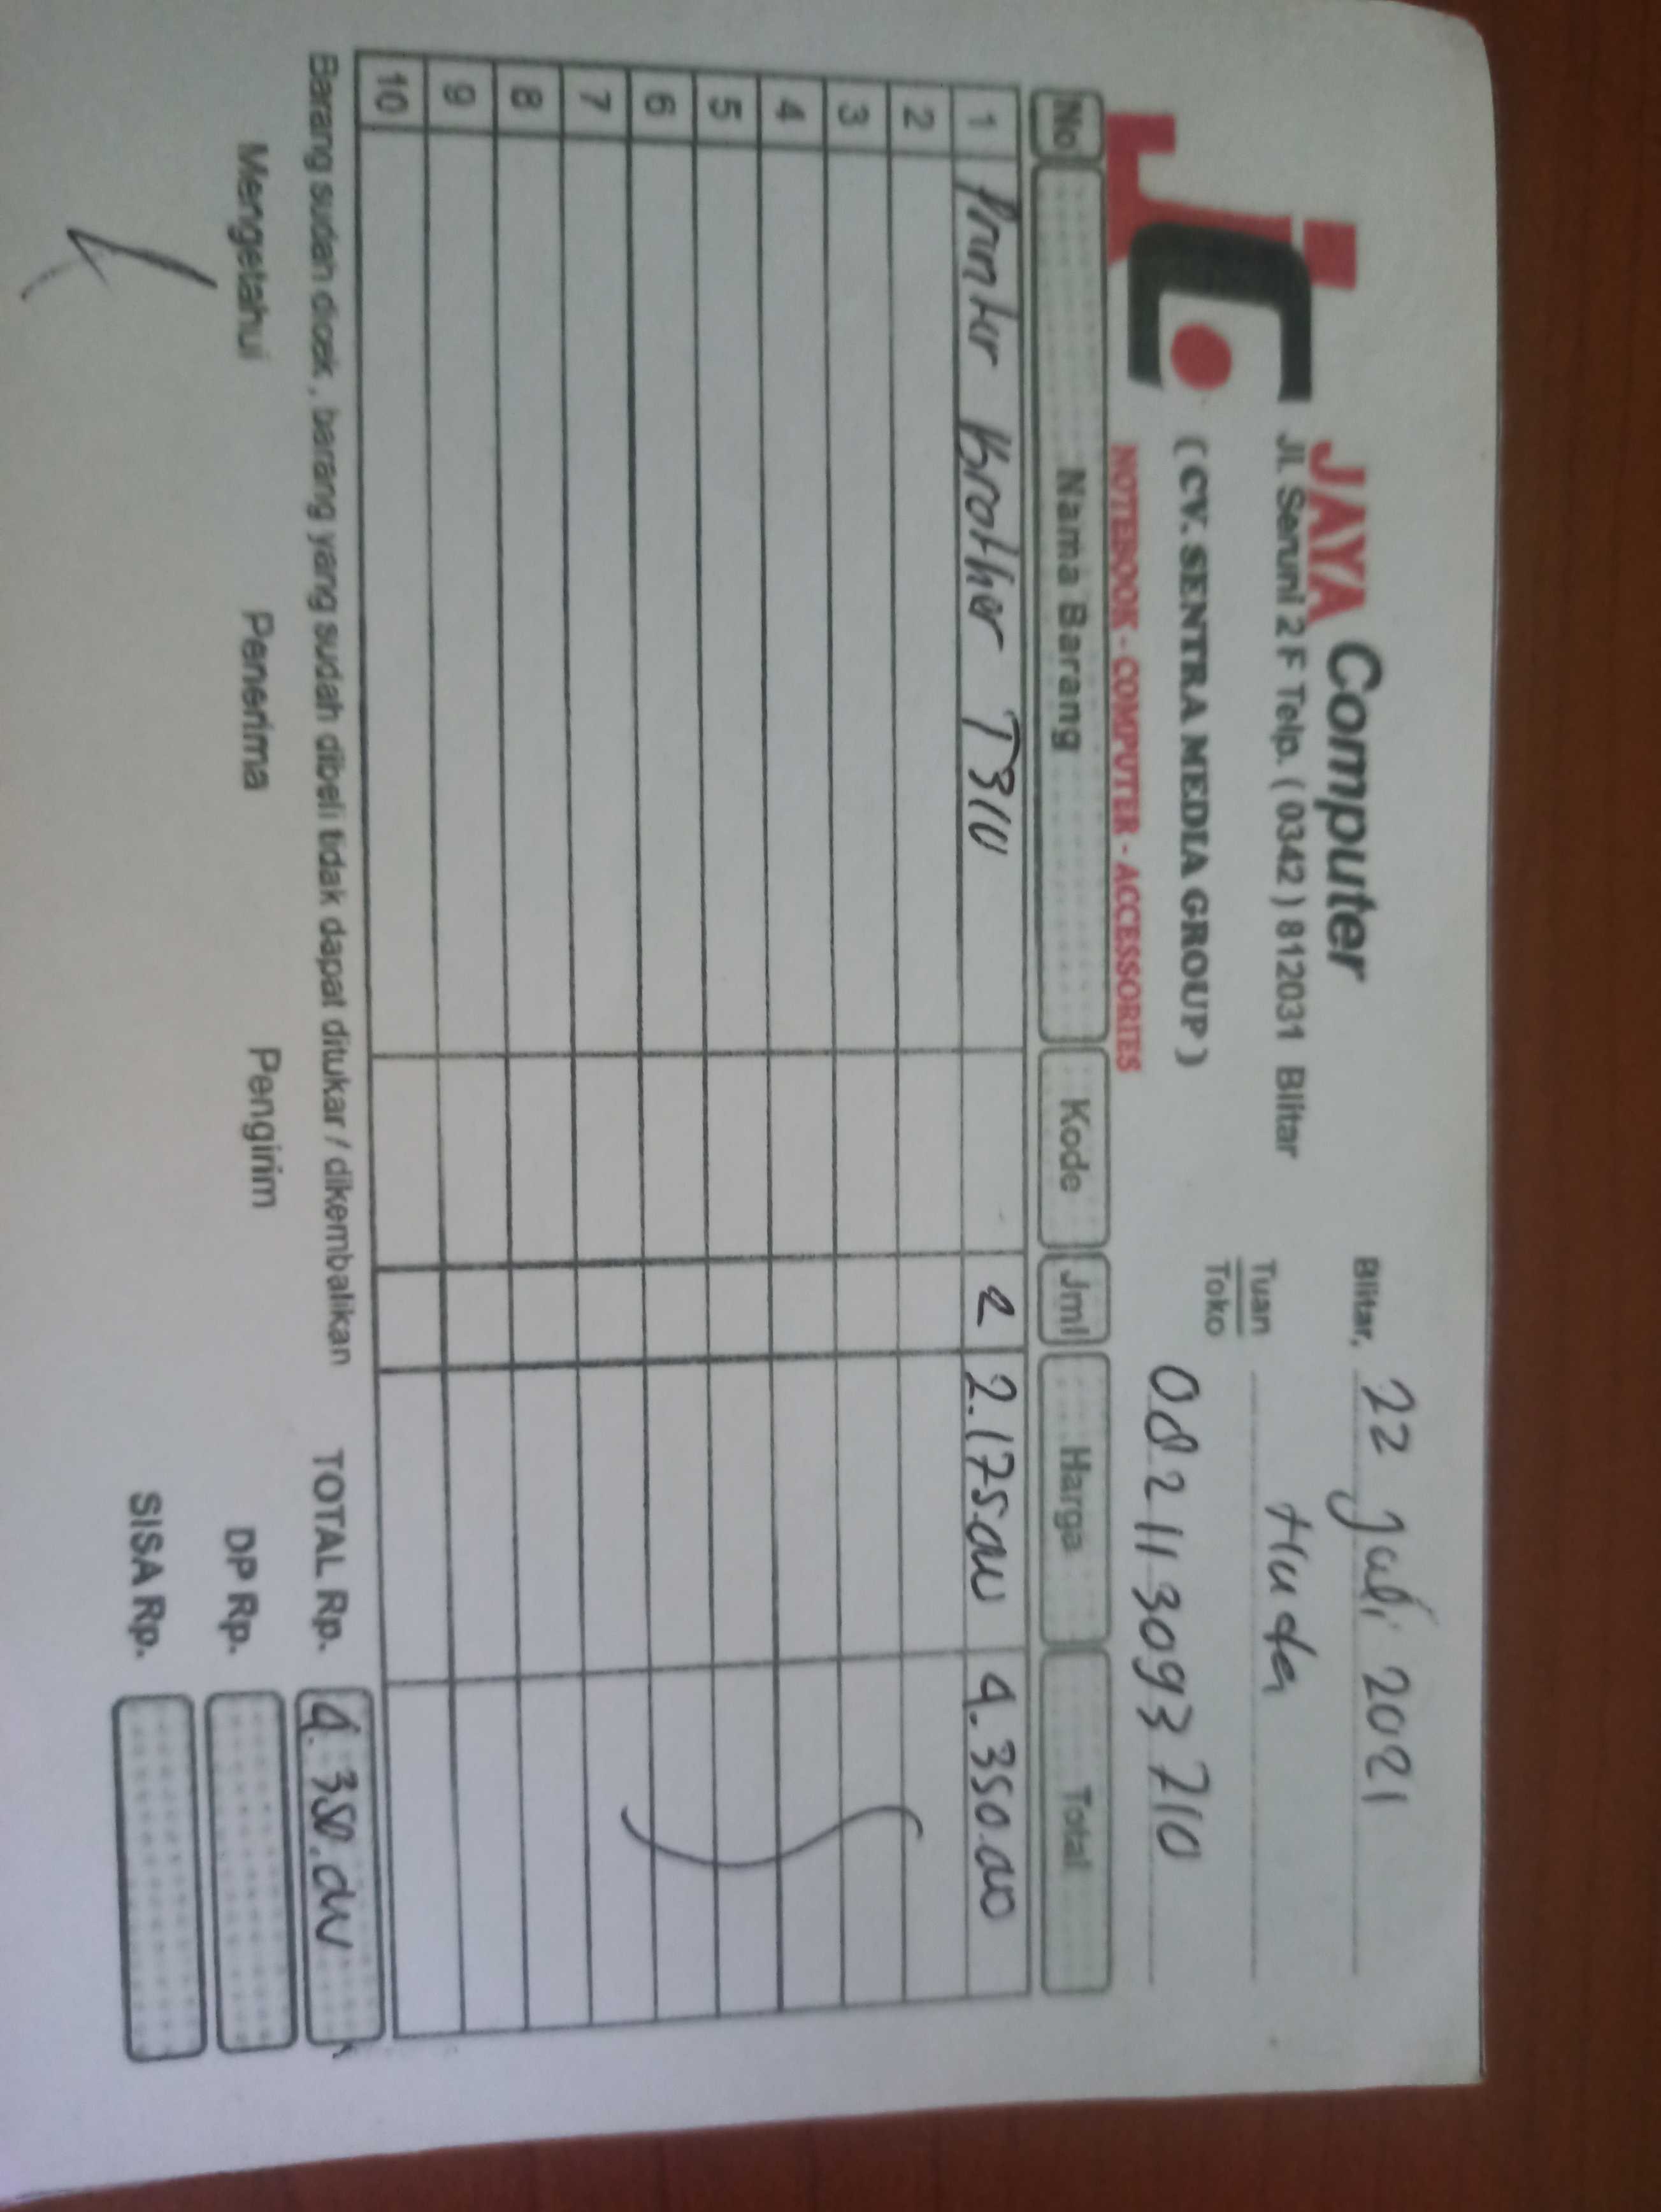 JC
JAYA Computer
Jl. Seruni 2 F Telp. ( 0342 ) 812031 Blitar
( CV. SENTRA MEDIA GROUP )
NOTEBOOK - COMPUTER - ACCESSORIES
Blitar, 22 Juli 2021
Tuan Huda
Toko
082113093710
No Nama Barang Kode Jml Harga Total
1 Printer Brother T310 2 2.175.000 4.350.000
2
3
4
5
6
7
8
9
10
Barang sudah dicek , barang yang sudah dibeli tidak dapat ditukar / dikembalikan
TOTAL Rp. 4.350.000
Mengetahui Penerima Pengirim
DP Rp.
SISA Rp.